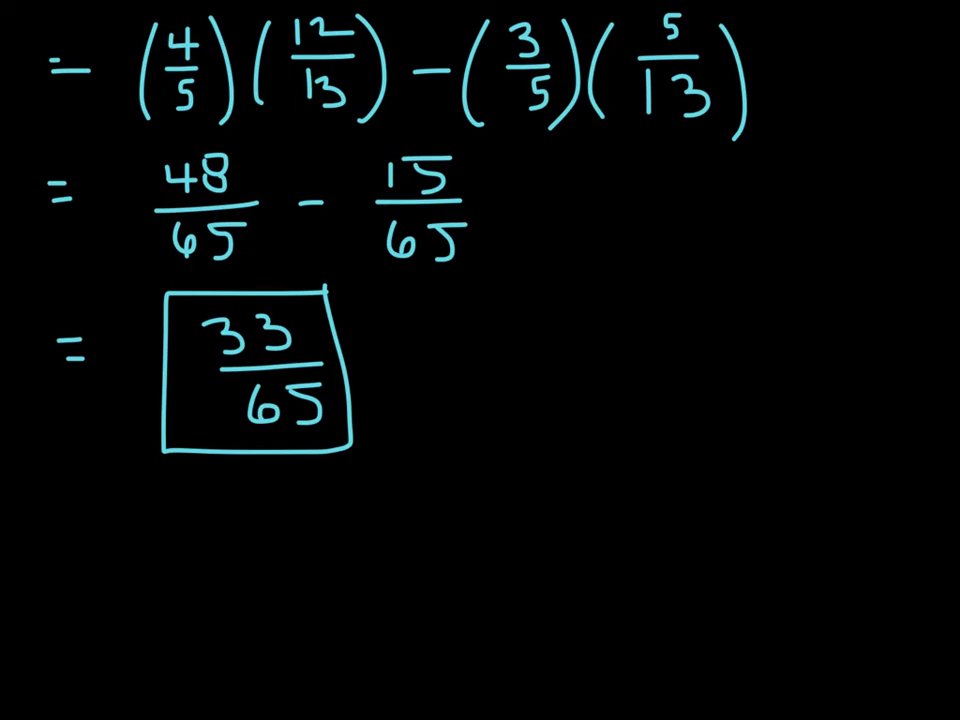 = (4/5)(12/13) - (3/5)(5/13)
= 48/65 - 15/65
= 33/65